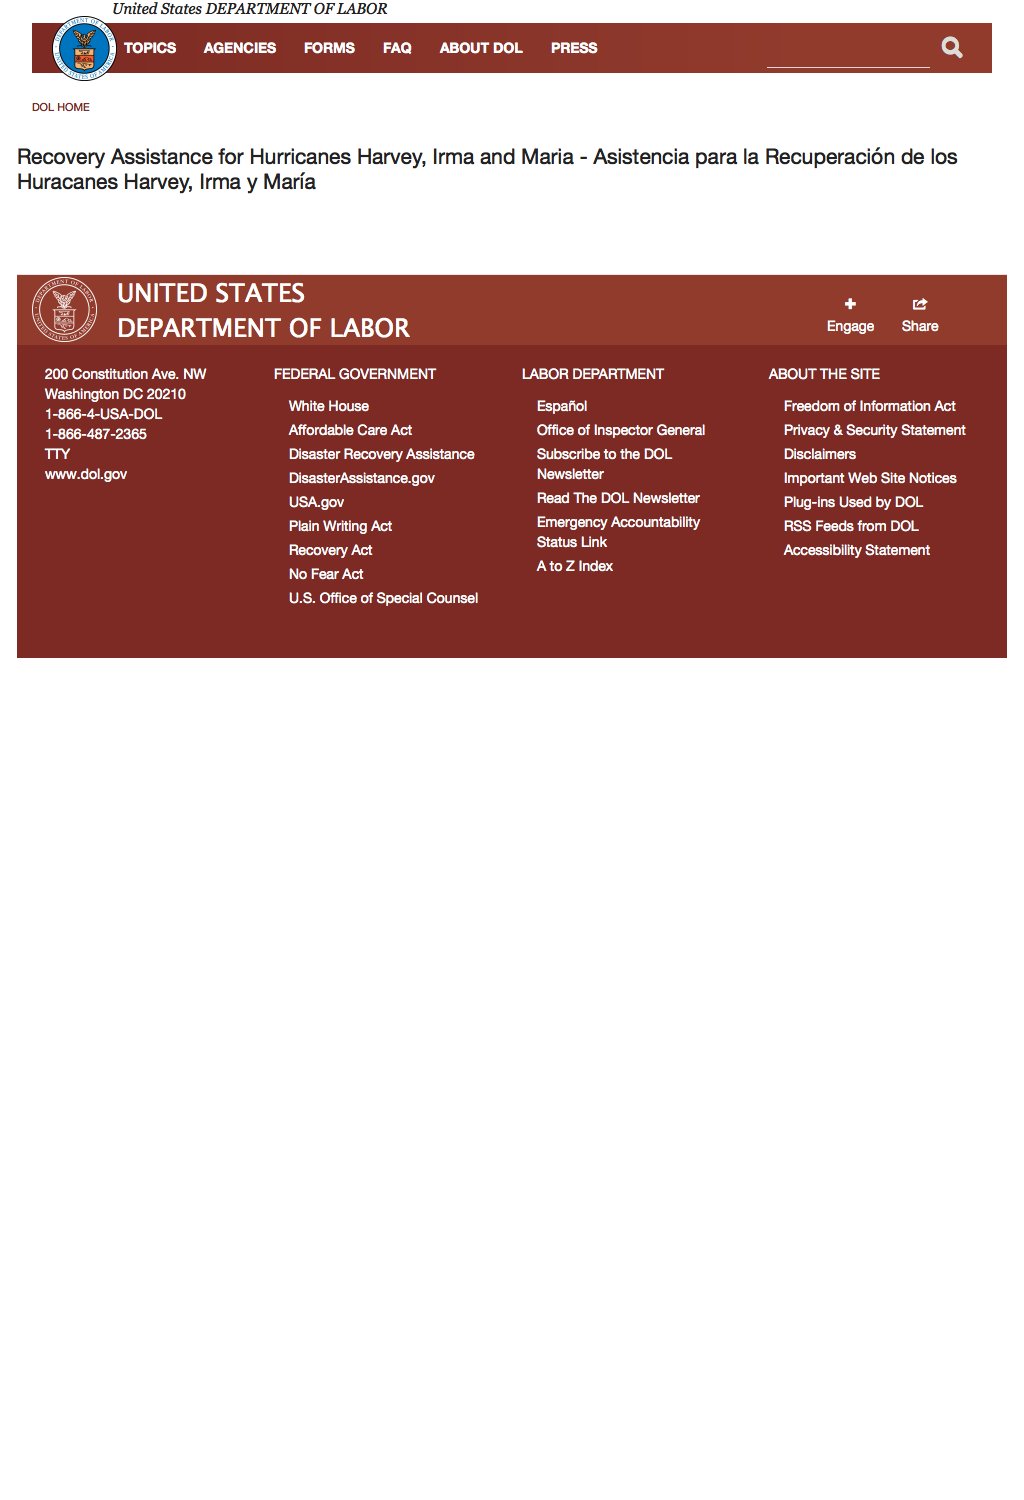 United States DEPARTMENT OF LABOR
TOPICS AGENCIES FORMS FAQ ABOUT DOL PRESS
DOL HOME
Recovery Assistance for Hurricanes Harvey, Irma and Maria - Asistencia para la Recuperación de los
Huracanes Harvey, Irma y María
UNITED STATES
DEPARTMENT OF LABOR
Engage
Share
200 Constitution Ave. NW
Washington DC 20210
1-866-4-USA-DOL
1-866-487-2365
TTY
www.dol.gov
FEDERAL GOVERNMENT
White House
Affordable Care Act
Disaster Recovery Assistance
DisasterAssistance.gov
USA.gov
Plain Writing Act
Recovery Act
No Fear Act
U.S. Office of Special Counsel
LABOR DEPARTMENT
Español
Office of Inspector General
Subscribe to the DOL
Newsletter
Read The DOL Newsletter
Emergency Accountability
Status Link
A to Z Index
ABOUT THE SITE
Freedom of Information Act
Privacy & Security Statement
Disclaimers
Important Web Site Notices
Plug-ins Used by DOL
RSS Feeds from DOL
Accessibility Statement